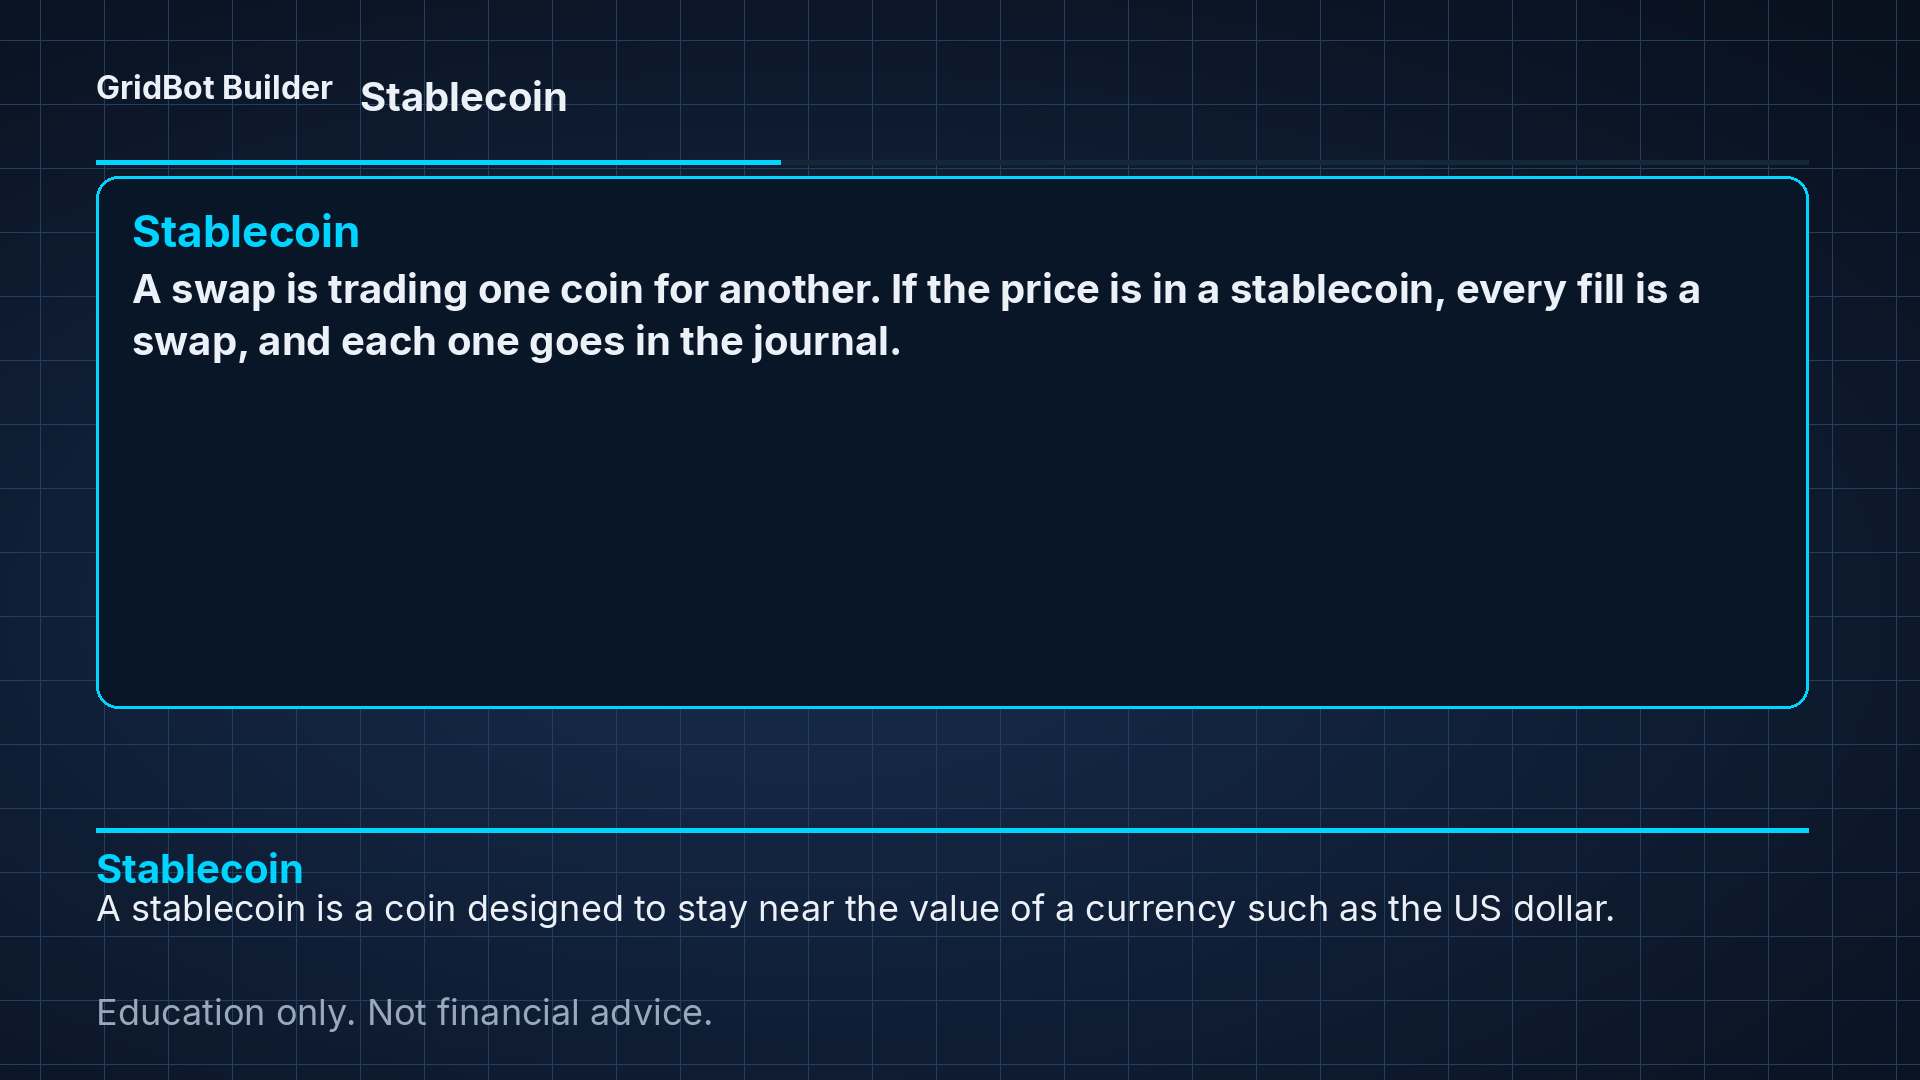 GridBot Builder
Stablecoin
Stablecoin
A swap is trading one coin for another. If the price is in a stablecoin, every fill is a
swap, and each one goes in the journal.
Stablecoin
A stablecoin is a coin designed to stay near the value of a currency such as the US dollar.
Education only. Not financial advice.